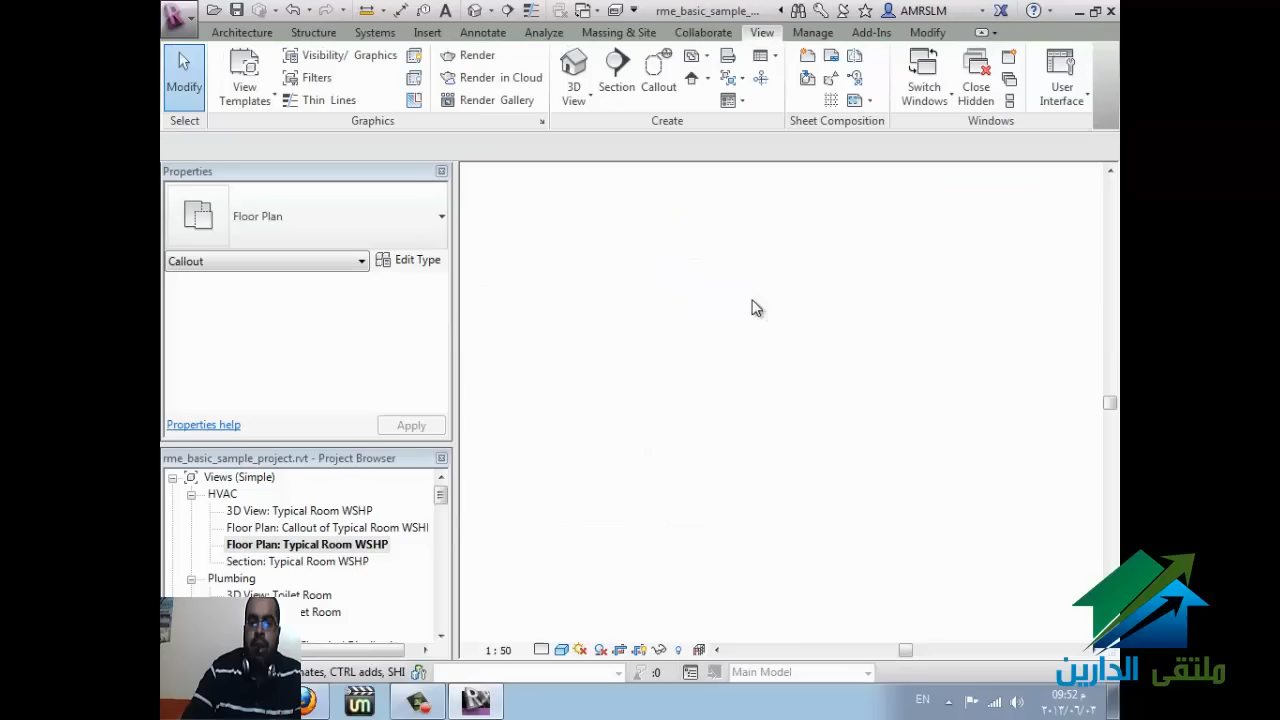 rme_basic_sample_...
AMRSLM
Architecture
Structure
Systems
Insert
Annotate
Analyze
Massing & Site
Collaborate
View
Manage
Add-Ins
Modify
Modify
View
Templates
Visibility/ Graphics
Filters
Thin Lines
Render
Render in Cloud
Render Gallery
3D
View
Section
Callout
Switch
Windows
Close
Hidden
User
Interface
Select
Graphics
Create
Sheet Composition
Windows
Properties
Floor Plan
Callout
Edit Type
Properties help
Apply
rme_basic_sample_project.rvt - Project Browser
Views (Simple)
HVAC
3D View: Typical Room WSHP
Floor Plan: Callout of Typical Room WSHI
Floor Plan: Typical Room WSHP
Section: Typical Room WSHP
Plumbing
3D View: Toilet Room
et Room
1 : 50
nates, CTRL adds, SHI
:0
Main Model
ملتقى الدارين
EN
09:52 م
٢٠١٣/٠٦/٠٣